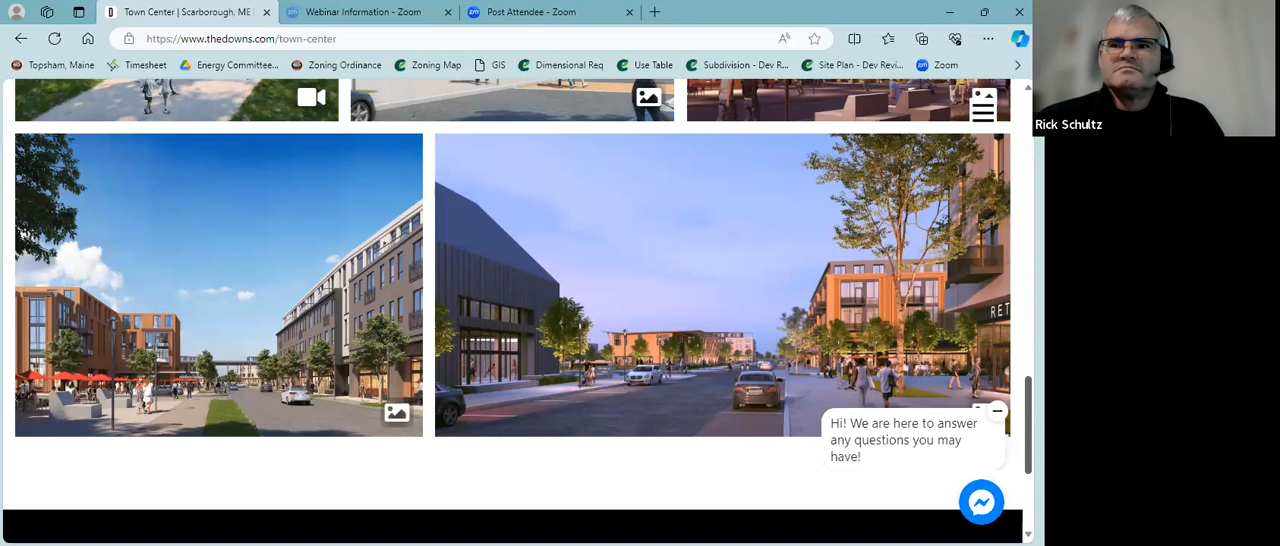 Town Center | Scarborough, ME
Webinar Information - Zoom
Post Attendee - Zoom
https://www.thedowns.com/town-center
Topsham, Maine
Timesheet
Energy Committee...
Zoning Ordinance
Zoning Map
GIS
Dimensional Req
Use Table
Subdivision - Dev R...
Site Plan - Dev Revi...
Zoom
Rick Schultz
RET
Hi! We are here to answer
any questions you may
have!